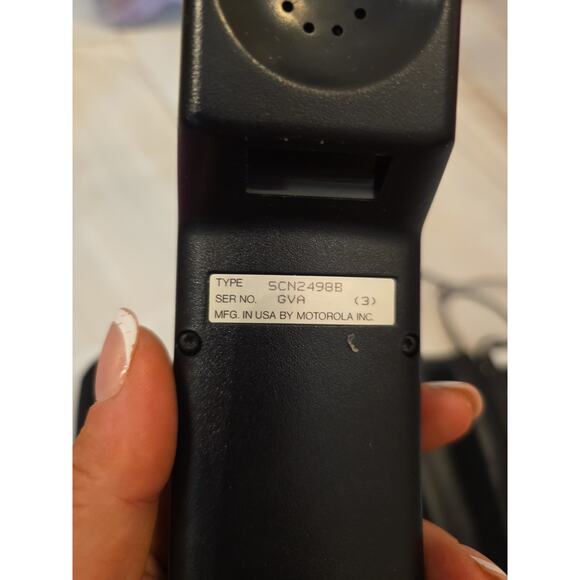 TYPE SCN2498B
SER NO. GVA (3)
MFG. IN USA BY MOTOROLA INC.